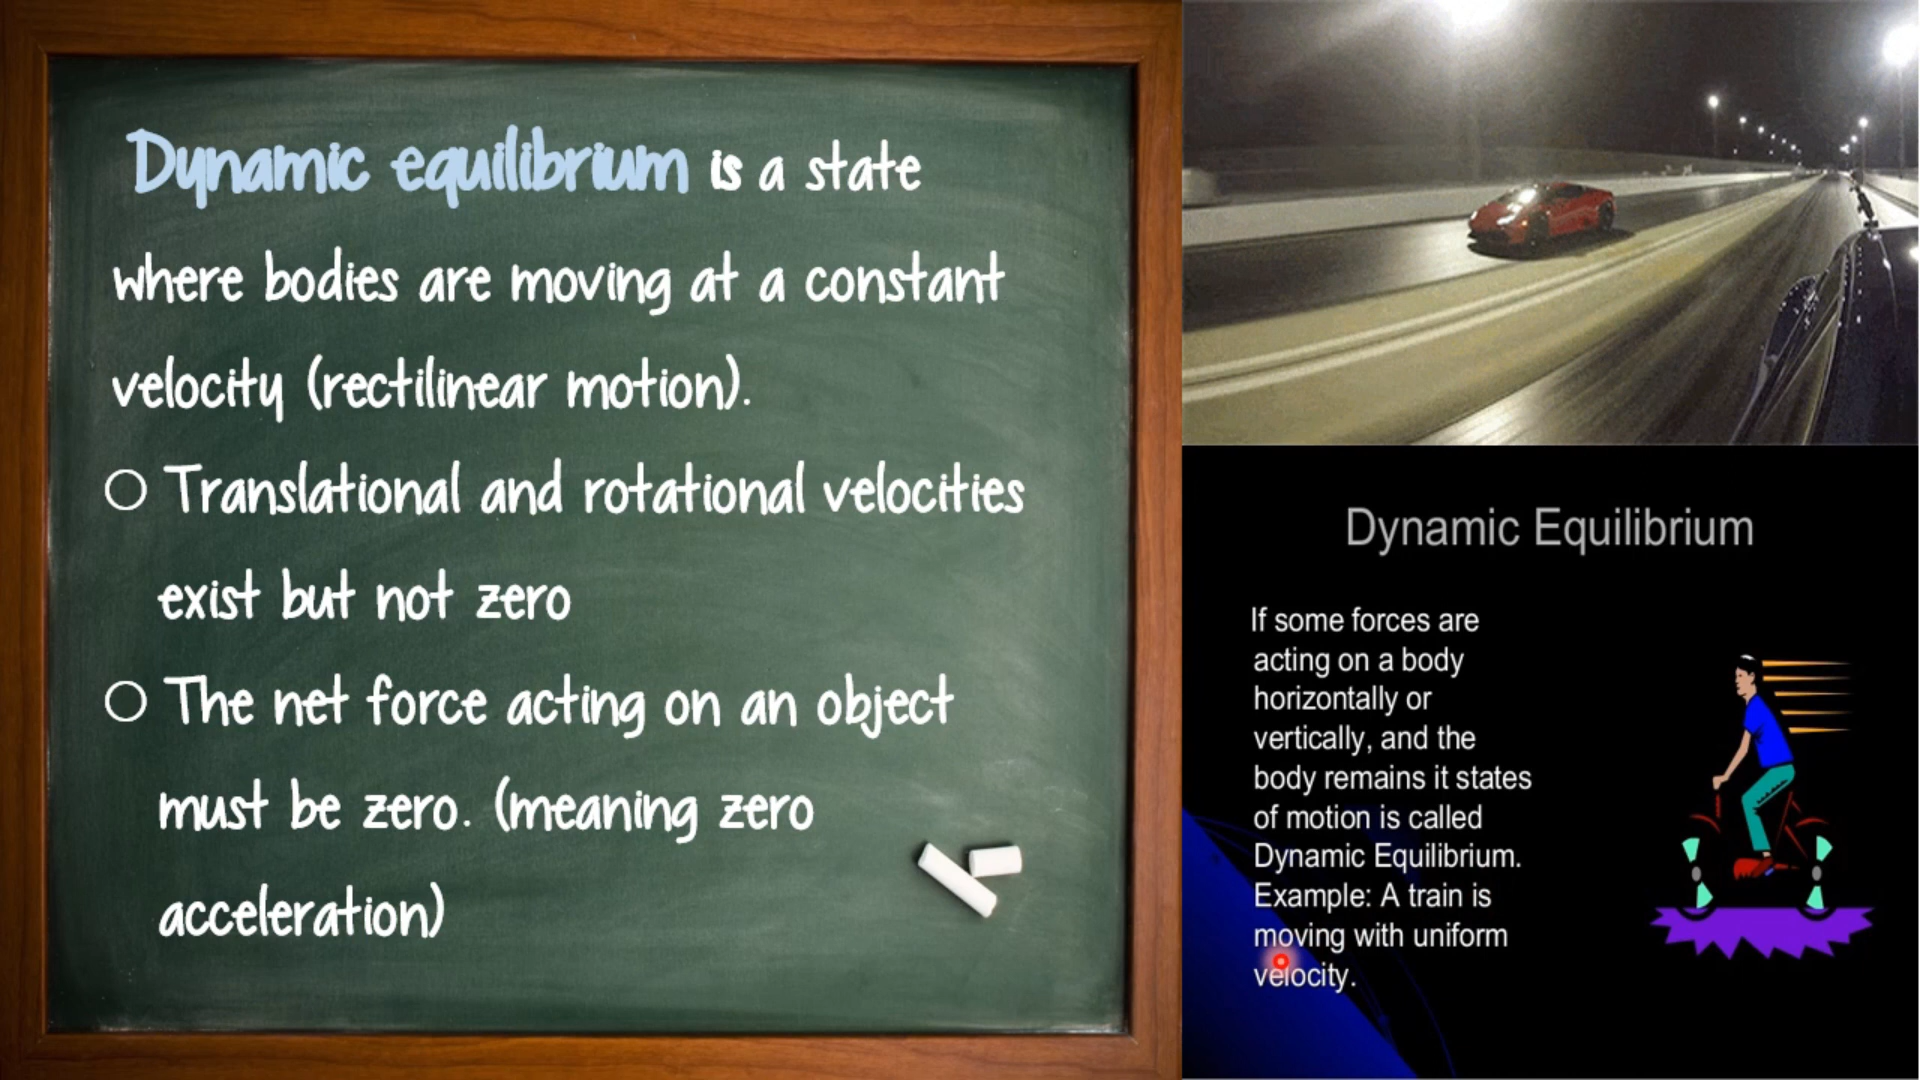 Dynamic equilibrium is a state
where bodies are moving at a constant
velocity (rectilinear motion).
○ Translational and rotational velocities
exist but not zero
○ The net force acting on an object
must be zero. (meaning zero
acceleration)
Dynamic Equilibrium
If some forces are
acting on a body
horizontally or
vertically, and the
body remains it states
of motion is called
Dynamic Equilibrium.
Example: A train is
moving with uniform
velocity.